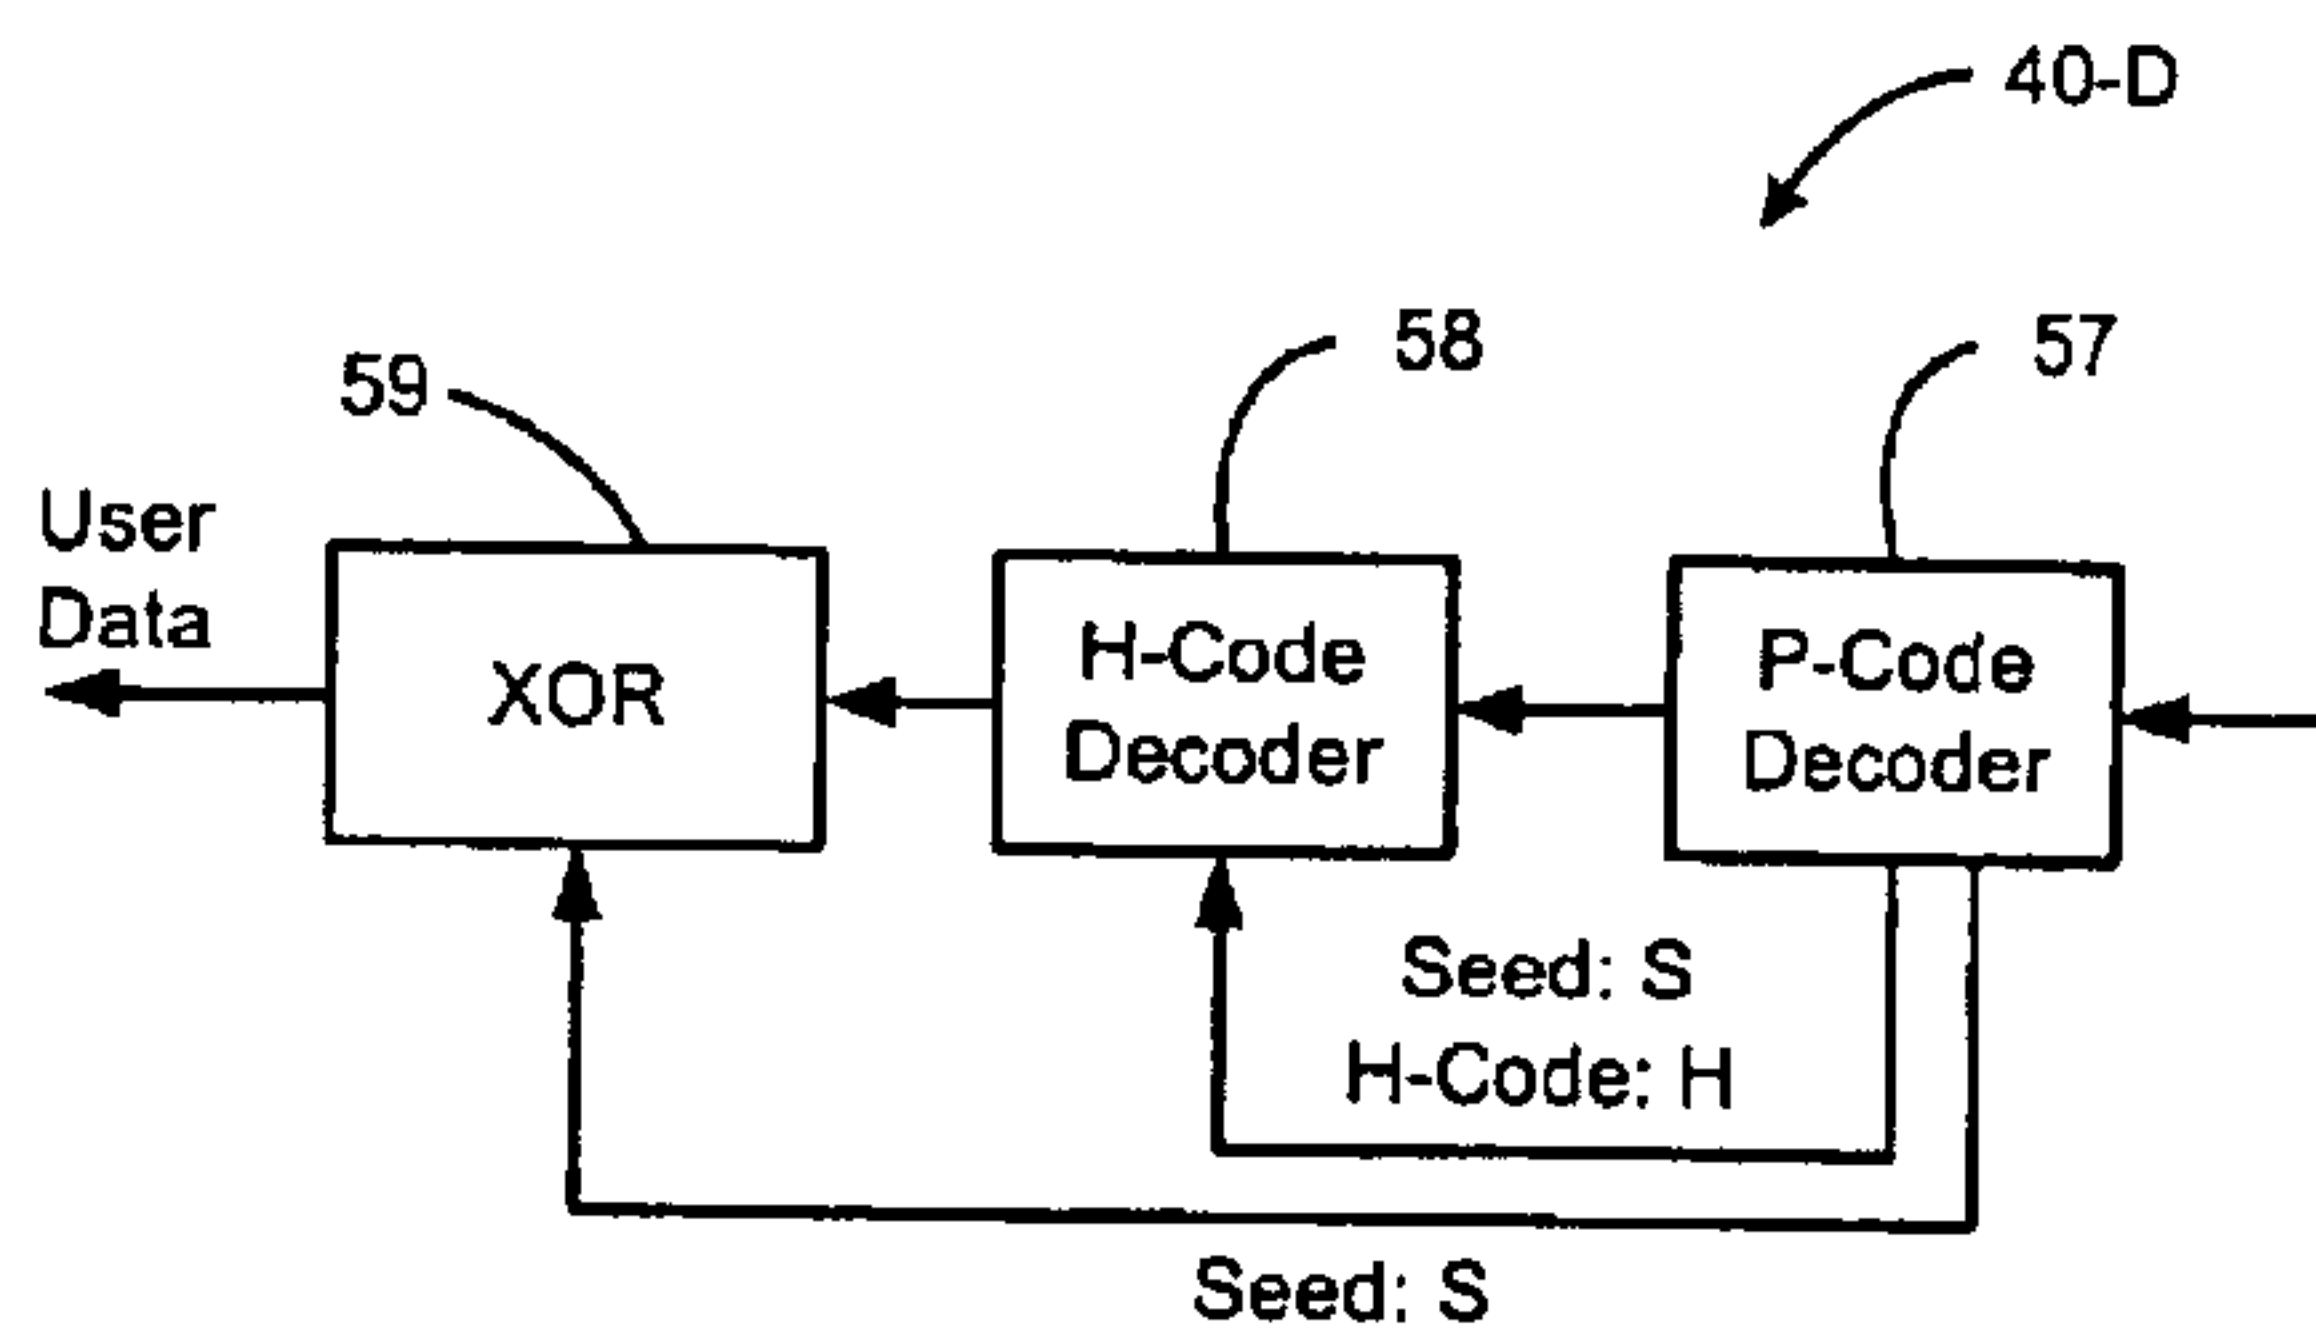 40-D
59
58
57
User
Data
XOR
H-Code
Decoder
P-Code
Decoder
Seed: S
H-Code: H
Seed: S